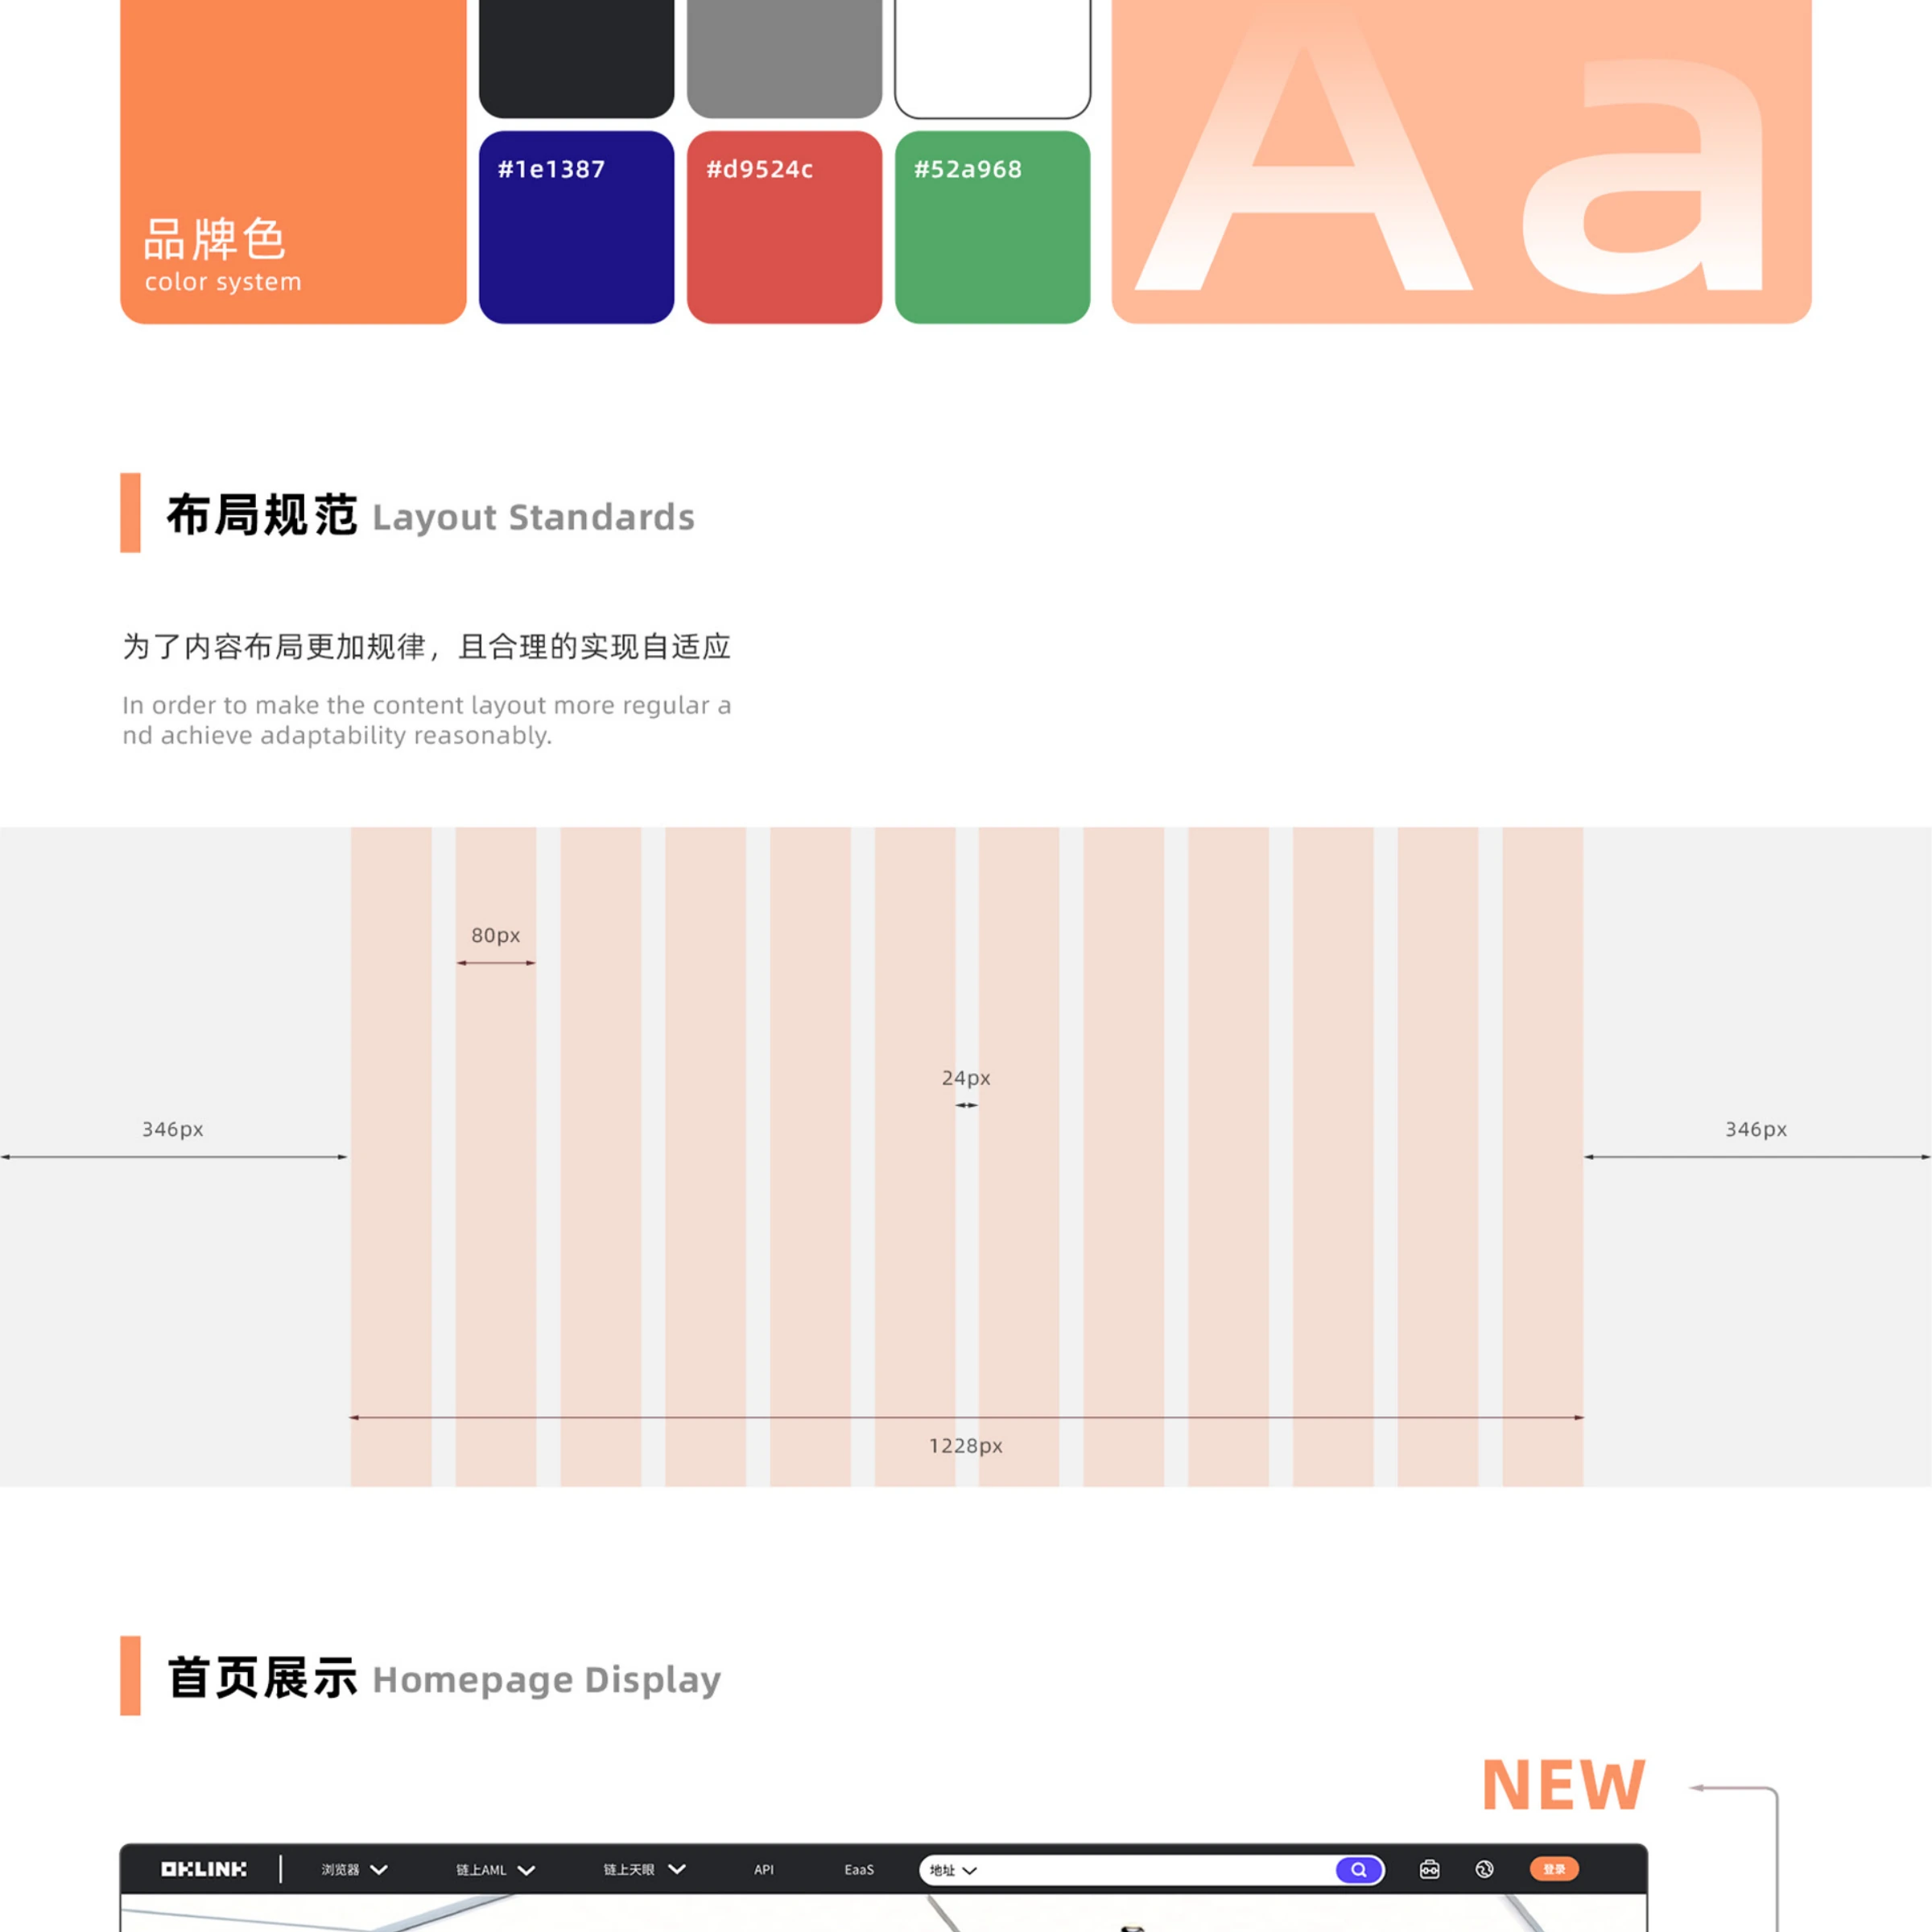 #1e1387
#d9524c
#52a968
Aa
品牌色
color system
布局规范 Layout Standards
为了内容布局更加规律，且合理的实现自适应
In order to make the content layout more regular a
nd achieve adaptability reasonably.
80px
24px
346px
346px
1228px
首页展示 Homepage Display
NEW
OKLINK 浏览器 链上AML 链上天眼 API EaaS 地址 登录